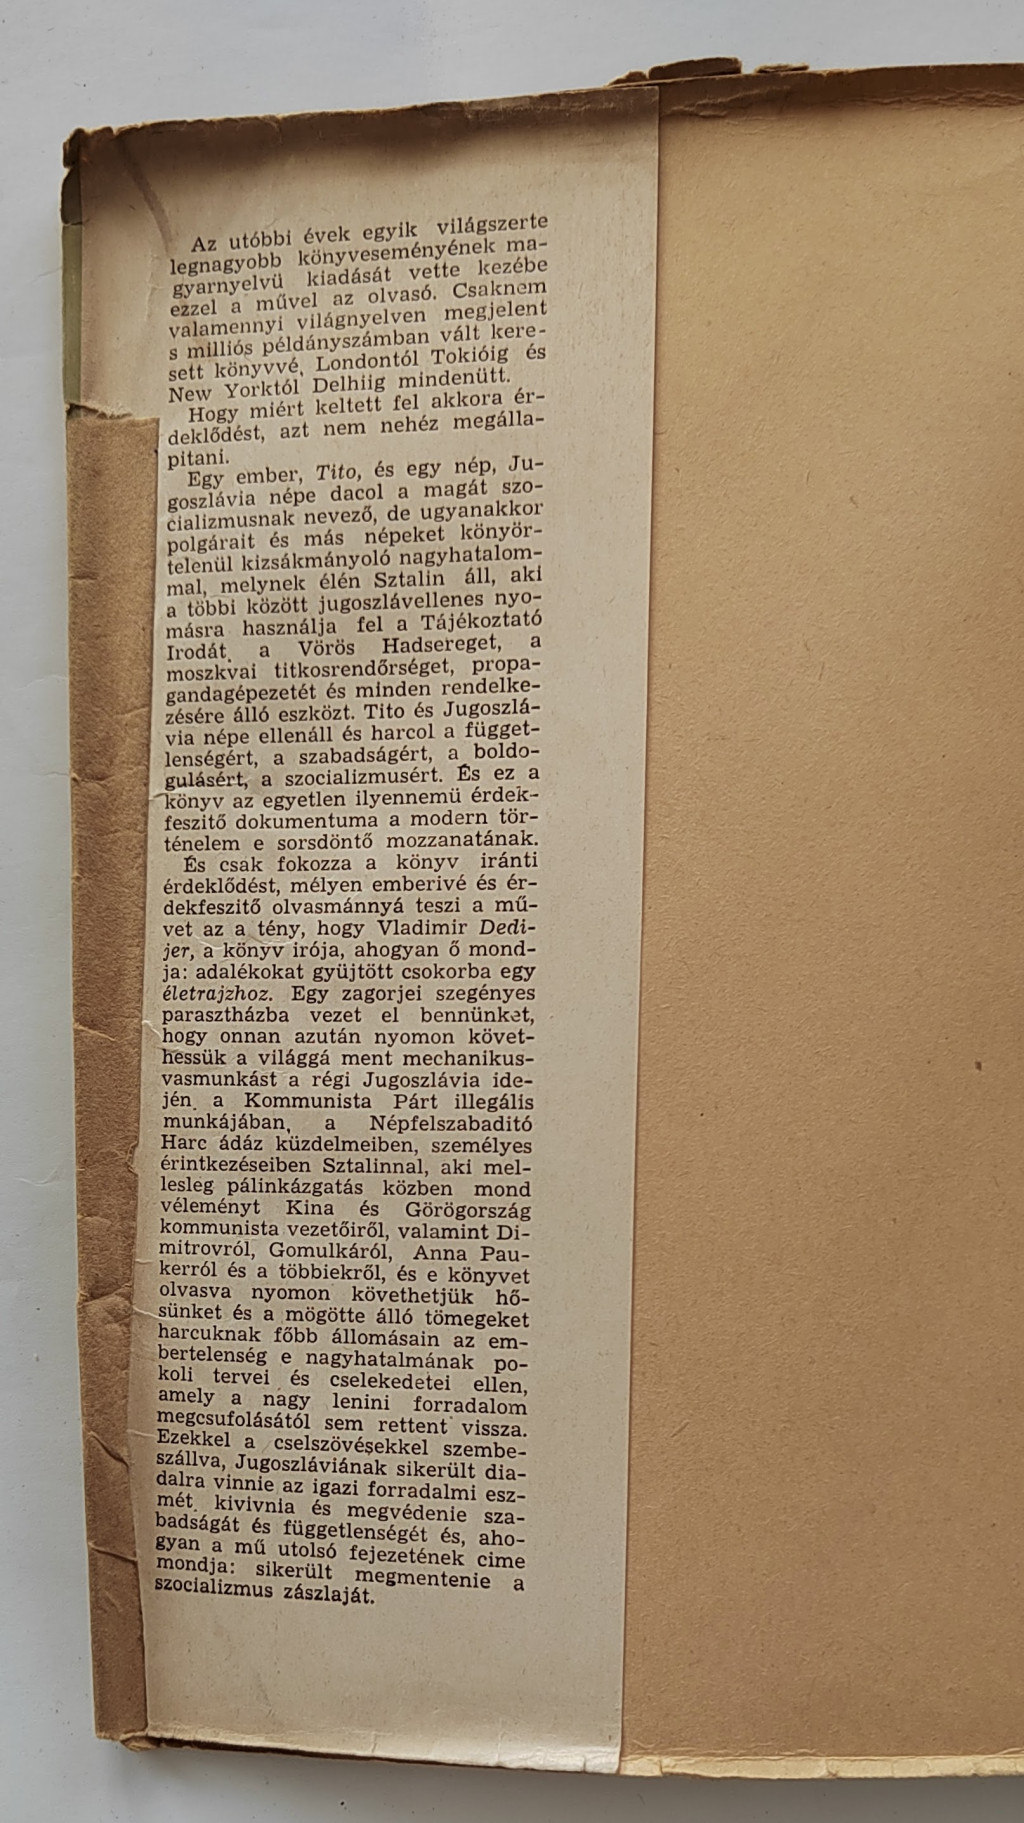 Az utóbbi évek egyik világszerte
legnagyobb könyveseményének ma-
gyarnyelvü kiadását vette kezébe
ezzel a művel az olvasó. Csaknem
valamennyi világnyelven megjelent
s milliós példányszámban vált kere-
sett könyvvé, Londontól Tokióig és
New Yorktól Delhiig mindenütt.
Hogy miért keltett fel akkora ér-
deklődést, azt nem nehéz megálla-
pitani.
Egy ember, Tito, és egy nép, Ju-
goszlávia népe dacol a magát szo-
cializmusnak nevező, de ugyanakkor
polgárait és más népeket könyör-
telenül kizsákmányoló nagyhatalom-
mal, melynek élén Sztalin áll, aki
a többi között jugoszlávellenes nyo-
másra használja fel a Tájékoztató
Irodát, a Vörös Hadsereget, a
moszkvai titkosrendőrséget, propa-
gandagépezetét és minden rendelke-
zésére álló eszközt. Tito és Jugoszlá-
via népe ellenáll és harcol a függet-
lenségért, a szabadságért, a boldo-
gulásért, a szocializmusért. És ez a
könyv az egyetlen ilyennemü érdek-
feszitő dokumentuma a modern tör-
ténelem e sorsdöntő mozzanatának.
És csak fokozza a könyv iránti
érdeklődést, mélyen emberivé és ér-
dekfeszitő olvasmánnyá teszi a mű-
vet az a tény, hogy Vladimir Dedi-
jer, a könyv irója, ahogyan ő mond-
ja: adalékokat gyüjtött csokorba egy
életrajzhoz. Egy zagorjei szegényes
parasztházba vezet el bennünket,
hogy onnan azután nyomon követ-
hessük a világgá ment mechanikus-
vasmunkást a régi Jugoszlávia ide-
jén, a Kommunista Párt illegális
munkájában, a Népfelszabaditó
Harc ádáz küzdelmeiben, személyes
érintkezéseiben Sztalinnal, aki mel-
lesleg pálinkázgatás közben mond
véleményt Kina és Görögország
kommunista vezetőiről, valamint Di-
mitrovról, Gomulkáról, Anna Pau-
kerról és a többiekről, és e könyvet
olvasva nyomon követhetjük hő-
sünket és a mögötte álló tömegeket
harcuknak főbb állomásain az em-
bertelenség e nagyhatalmának po-
koli tervei és cselekedetei ellen,
amely a nagy lenini forradalom
megcsufolásától sem rettent vissza.
Ezekkel a cselszövésekkel szembe-
szállva, Jugoszláviának sikerült dia-
dalra vinnie az igazi forradalmi esz-
mét, kivivnia és megvédenie sza-
badságát és függetlenségét és, aho-
gyan a mű utolsó fejezetének cime
mondja: sikerült megmentenie a
szocializmus zászlaját.